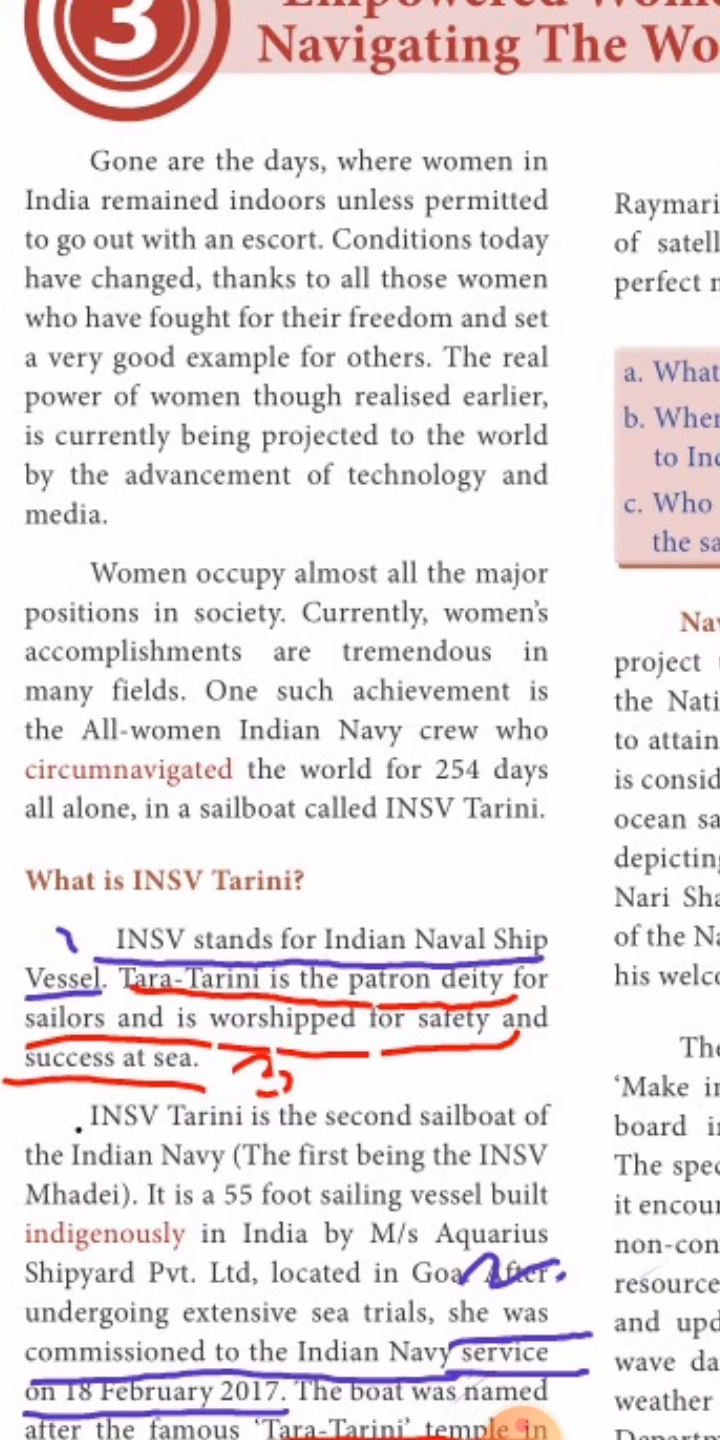 3
Navigating The Wo
Gone are the days, where women in
India remained indoors unless permitted
to go out with an escort. Conditions today
have changed, thanks to all those women
who have fought for their freedom and set
a very good example for others. The real
power of women though realised earlier,
is currently being projected to the world
by the advancement of technology and
media.
Women occupy almost all the major
positions in society. Currently, women's
accomplishments are tremendous in
many fields. One such achievement is
the All-women Indian Navy crew who
circumnavigated the world for 254 days
all alone, in a sailboat called INSV Tarini.
What is INSV Tarini?
INSV stands for Indian Naval Ship
Vessel. Tara-Tarini is the patron deity for
sailors and is worshipped for safety and
success at sea.
INSV Tarini is the second sailboat of
the Indian Navy (The first being the INSV
Mhadei). It is a 55 foot sailing vessel built
indigenously in India by M/s Aquarius
Shipyard Pvt. Ltd, located in Goa. After
undergoing extensive sea trials, she was
commissioned to the Indian Navy service
on 18 February 2017. The boat was named
after the famous 'Tara-Tarini' temple in
Raymari
of satell
perfect
a. What
b. When
to Ind
c. Who
the sa
Nav
project
the Nati
to attain
is consid
ocean sa
depicting
Nari Sha
of the Na
his welco
The
'Make in
board in
The spec
it encour
non-con
resource
and upd
wave da
weather
Departm